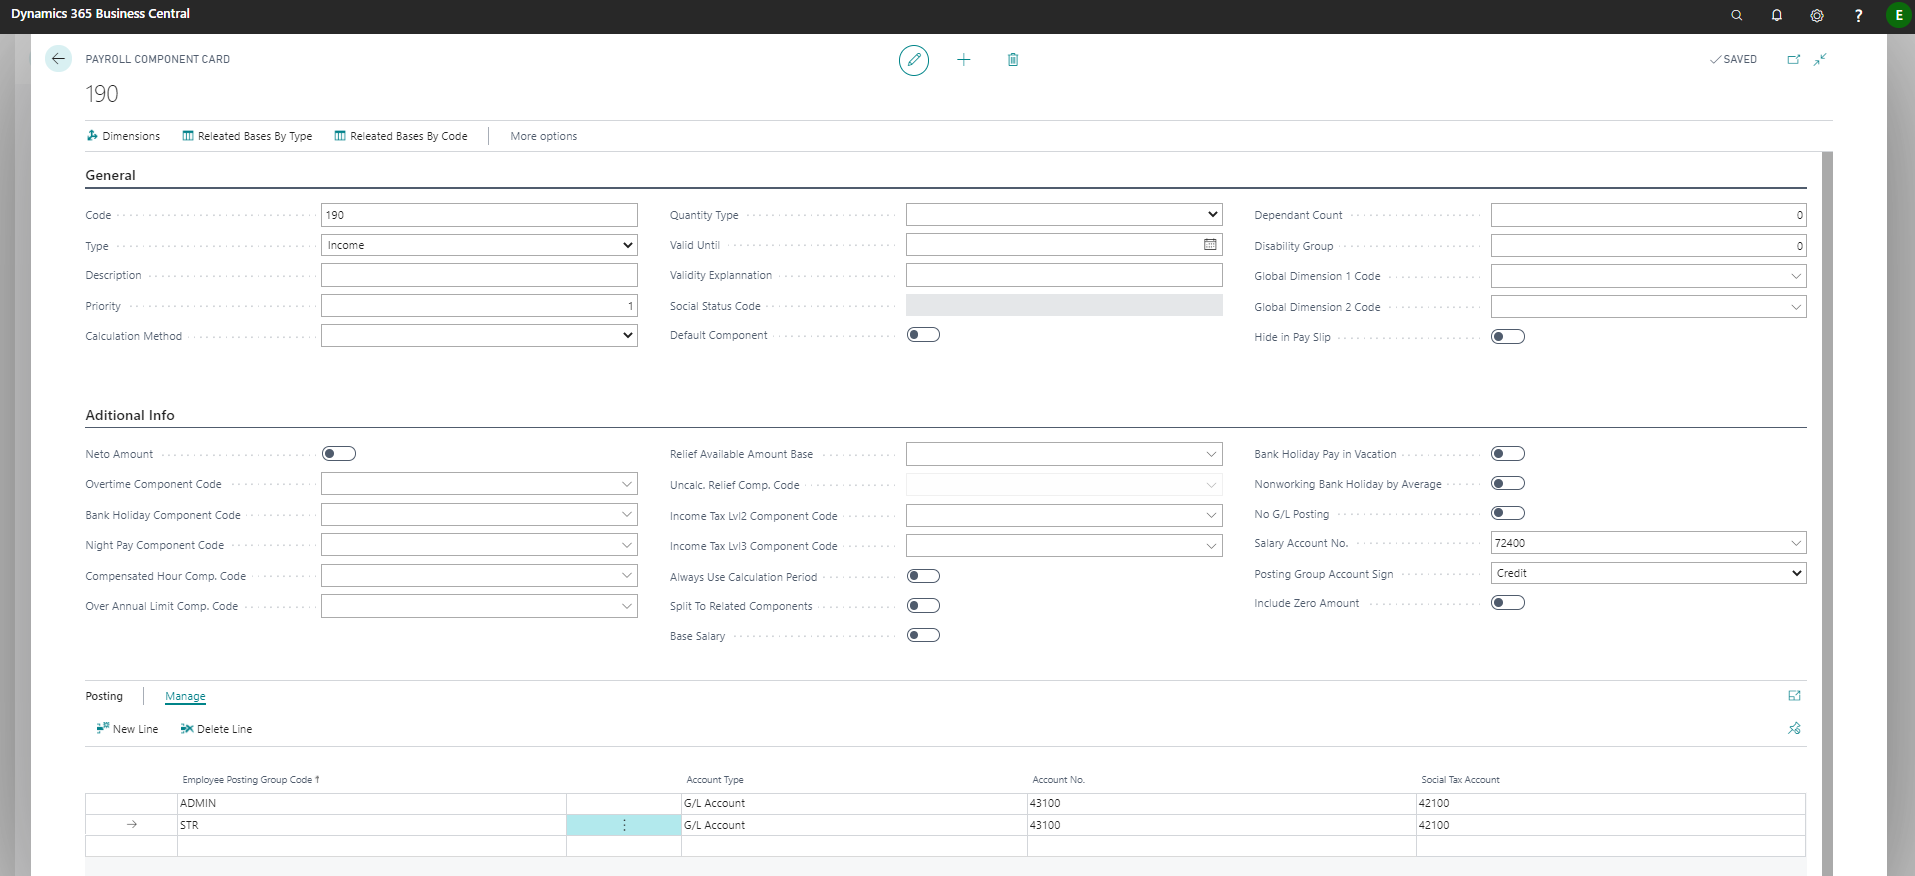 Dynamics 365 Business Central
?
E
PAYROLL COMPONENT CARD
SAVED
190
Dimensions
Releated Bases By Type
Releated Bases By Code
More options
General
Code 190
Type Income
Description
Priority 1
Calculation Method
Quantity Type
Valid Until
Validity Explannation
Social Status Code
Default Component
Dependant Count 0
Disability Group 0
Global Dimension 1 Code
Global Dimension 2 Code
Hide in Pay Slip
Aditional Info
Neto Amount
Overtime Component Code
Bank Holiday Component Code
Night Pay Component Code
Compensated Hour Comp. Code
Over Annual Limit Comp. Code
Relief Available Amount Base
Uncalc. Relief Comp. Code
Income Tax Lvl2 Component Code
Income Tax Lvl3 Component Code
Always Use Calculation Period
Split To Related Components
Base Salary
Bank Holiday Pay in Vacation
Nonworking Bank Holiday by Average
No G/L Posting
Salary Account No. 72400
Posting Group Account Sign Credit
Include Zero Amount
Posting Manage
New Line Delete Line
Employee Posting Group Code ↑ Account Type Account No. Social Tax Account
ADMIN G/L Account 43100 42100
STR G/L Account 43100 42100